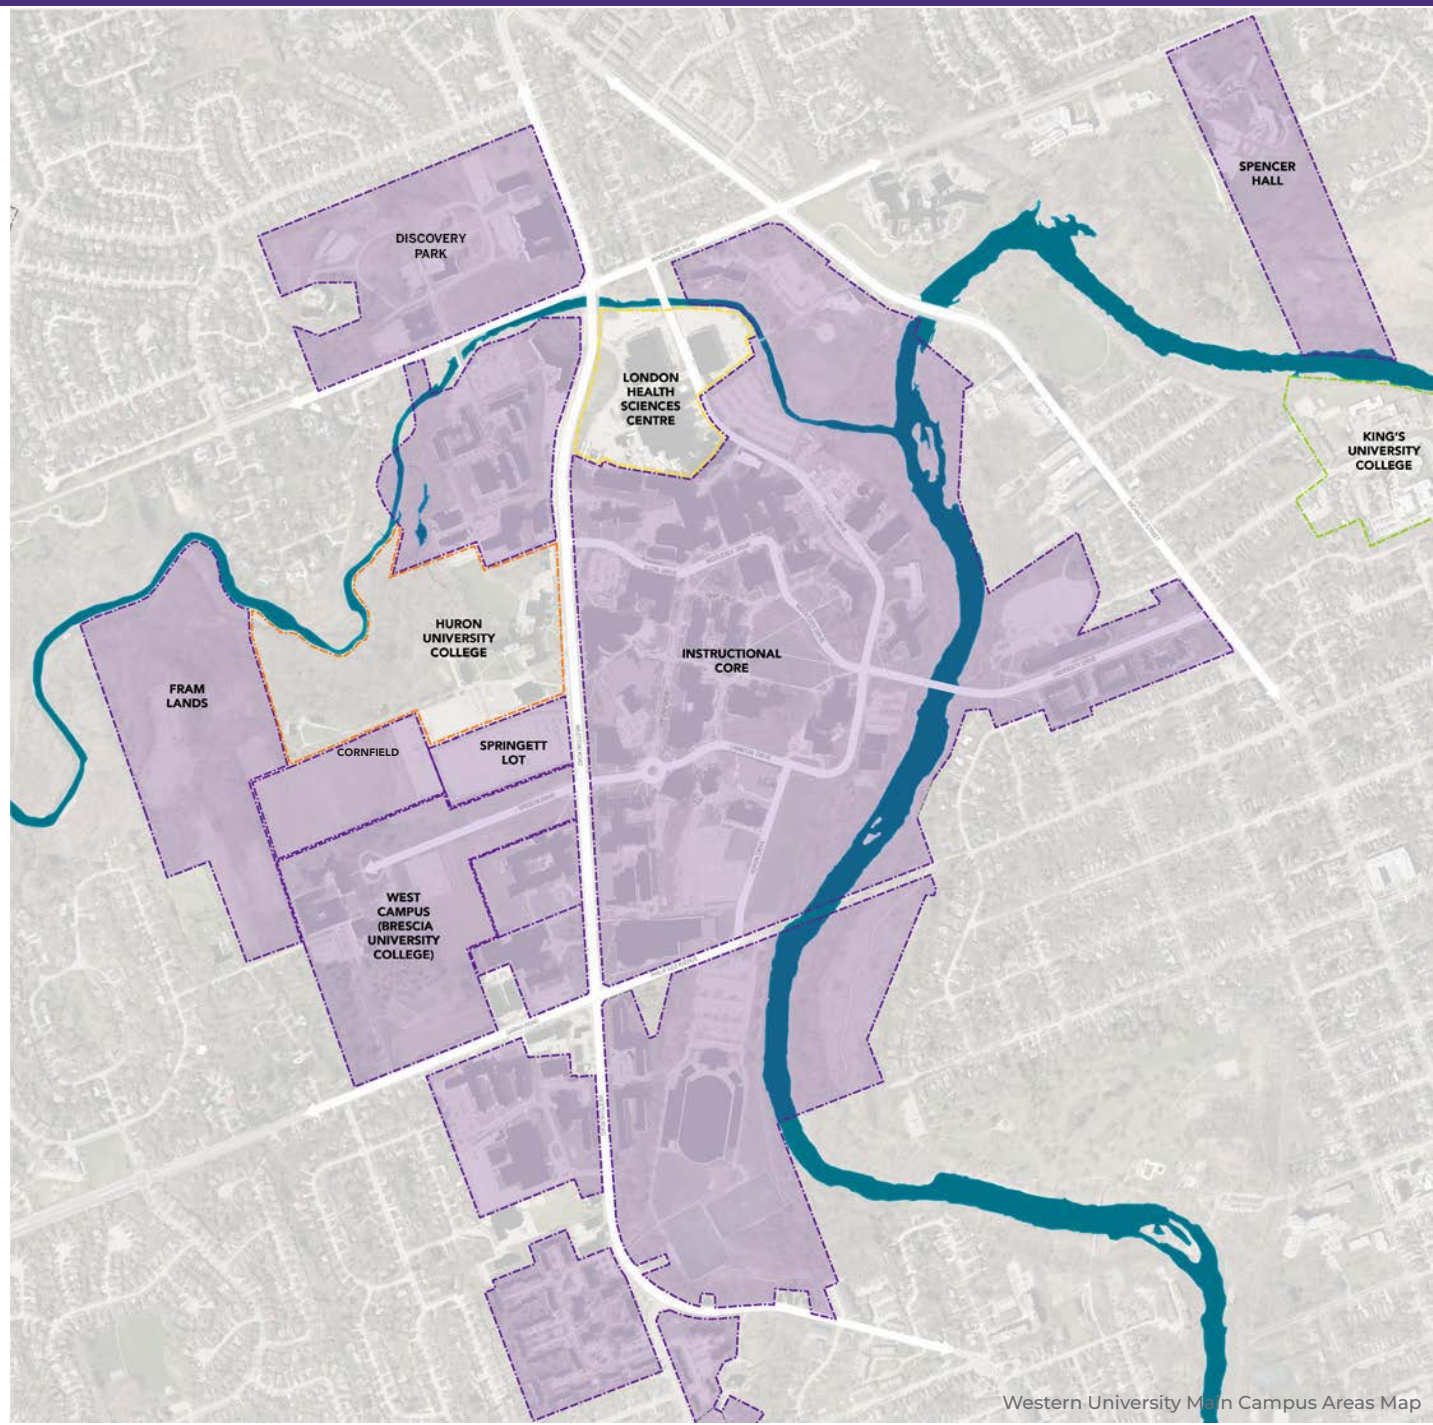 SPENCER
HALL
DISCOVERY
PARK
LONDON
HEALTH
SCIENCES
CENTRE
KING'S
UNIVERSITY
COLLEGE
HURON
UNIVERSITY
COLLEGE
INSTRUCTIONAL
CORE
FRAM
LANDS
CORNFIELD
SPRINGETT
LOT
WEST
CAMPUS
(BRESCIA
UNIVERSITY
COLLEGE)
Western University Main Campus Areas Map